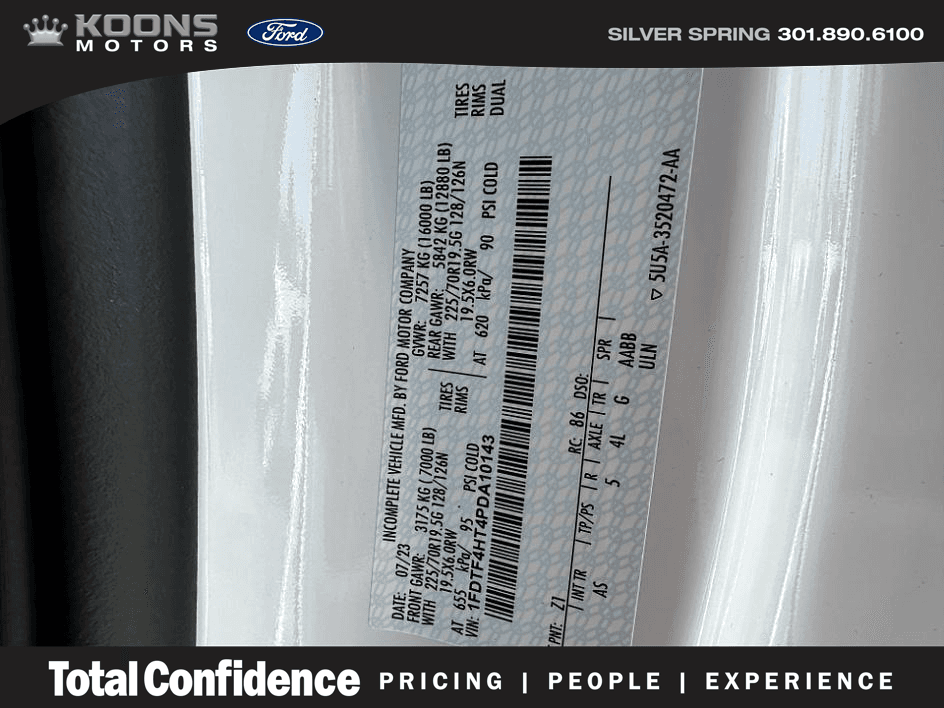 KOONS
MOTORS
Ford
SILVER SPRING 301.890.6100
INCOMPLETE VEHICLE MFD. BY FORD MOTOR COMPANY
DATE: 07/23 GVWR: 7257 KG (16000 LB)
FRONT GAWR: 3175 KG (7000 LB) REAR GAWR: 5842 KG (12880 LB)
WITH 225/70R19.5G 128/126N TIRES WITH 225/70R19.5G 128/126N TIRES
19.5X6.0RW RIMS 19.5X6.0RW RIMS
AT 655 kPa/ 95 PSI COLD AT 620 kPa/ 90 PSI COLD DUAL
VIN: 1FDTF4HT4PDA10143
PNT: Z1 RC: 86 DSO:
INT TR TP/PS R AXLE TR SPR
AS 5 4L G AABB
ULN
▽ 5U5A-3520472-AA
Total Confidence PRICING | PEOPLE | EXPERIENCE